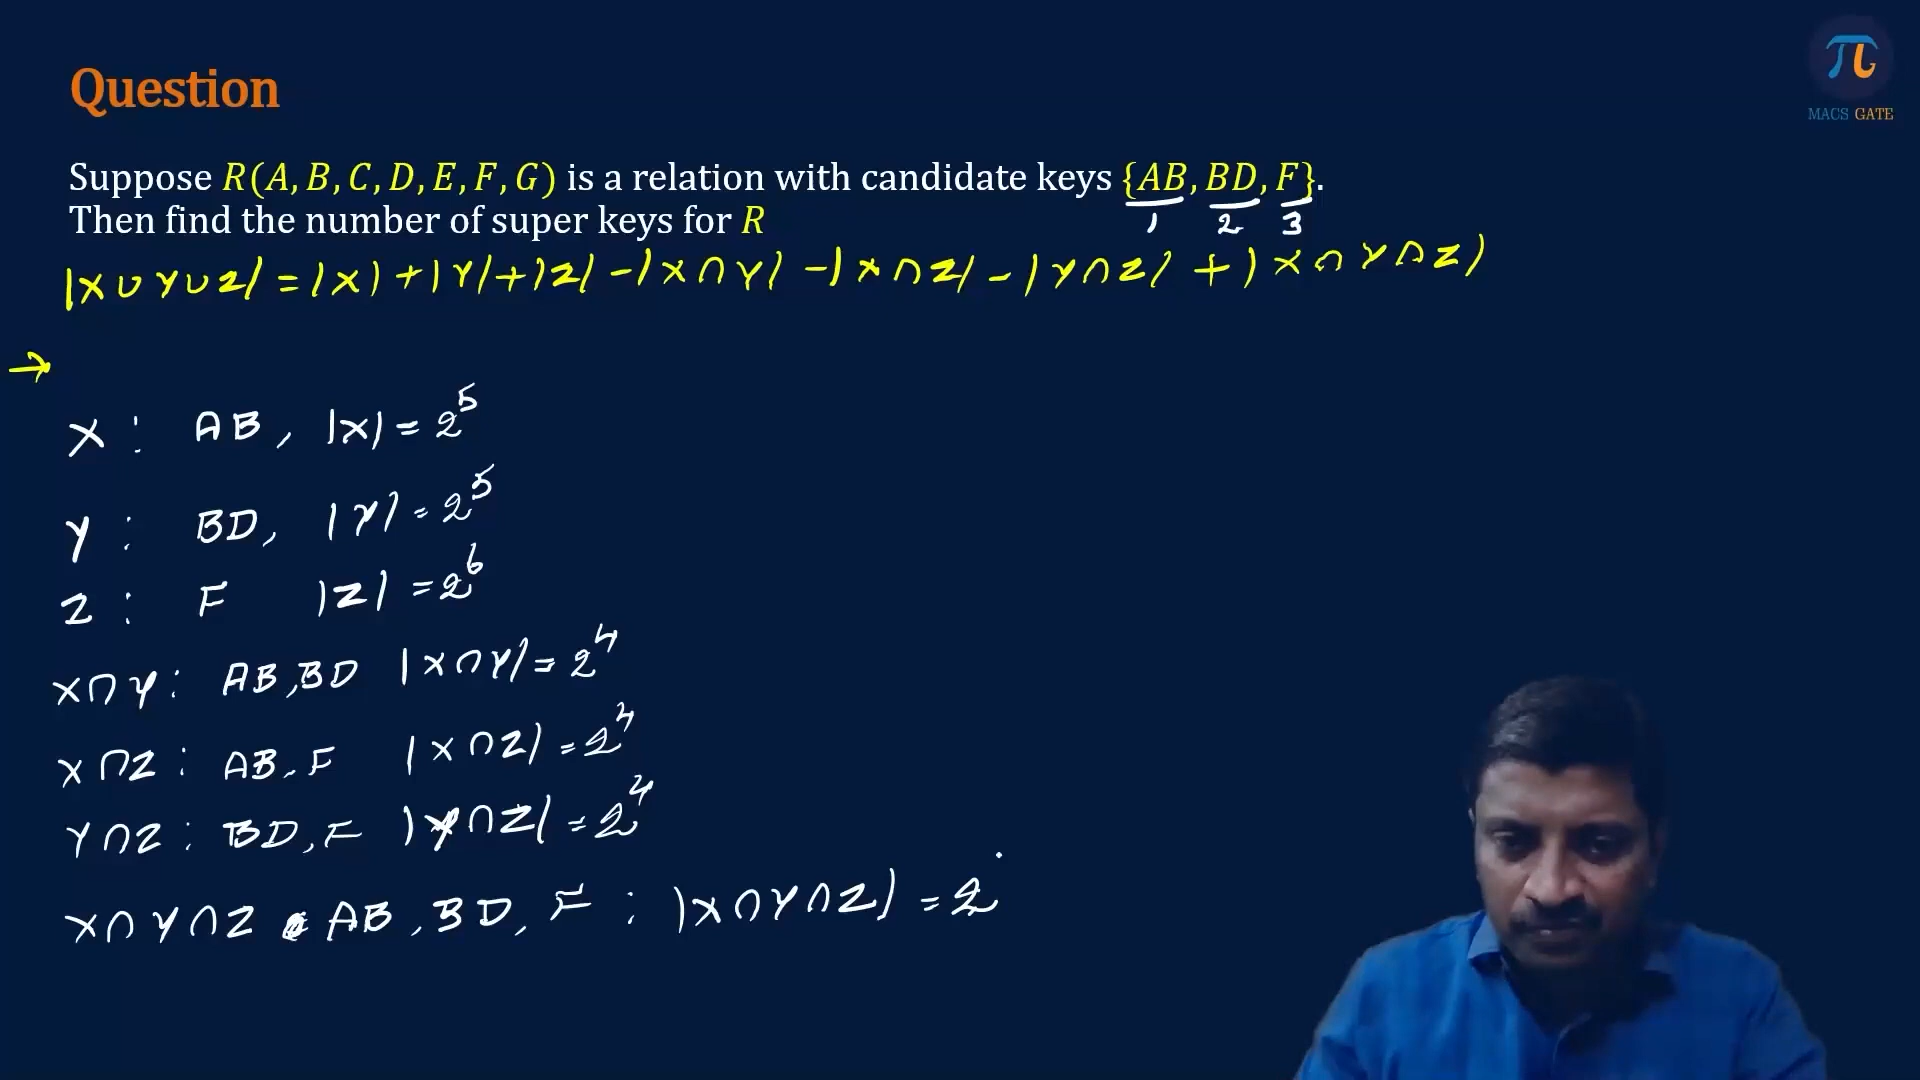 MACS GATE
Question
Suppose R(A, B, C, D, E, F, G) is a relation with candidate keys {AB, BD, F}.
Then find the number of super keys for R
1 2 3
|X∪Y∪Z| = |X| + |Y| + |Z| - |X∩Y| - |X∩Z| - |Y∩Z| + |X∩Y∩Z|
→
X : AB, |X| = 2^5
Y : BD, |Y| = 2^5
Z : F |Z| = 2^6
X∩Y : AB, BD |X∩Y| = 2^4
X∩Z : AB, F |X∩Z| = 2^4
Y∩Z : BD, F |Y∩Z| = 2^4
X∩Y∩Z AB, BD, F : |X∩Y∩Z| = 2